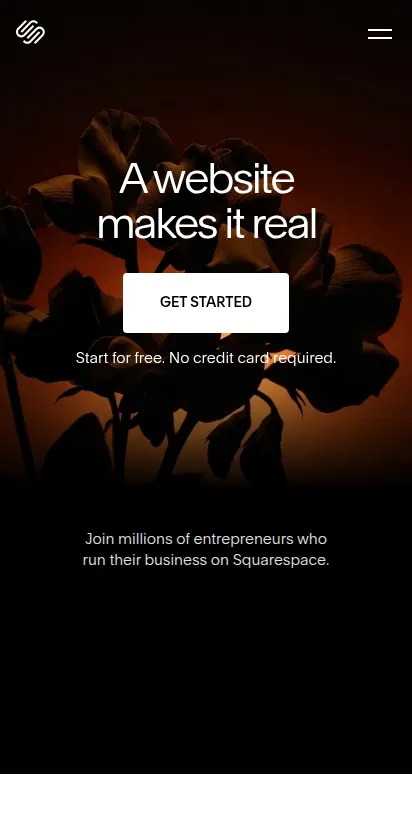 A website
makes it real
GET STARTED
Start for free. No credit card required.
Join millions of entrepreneurs who
run their business on Squarespace.